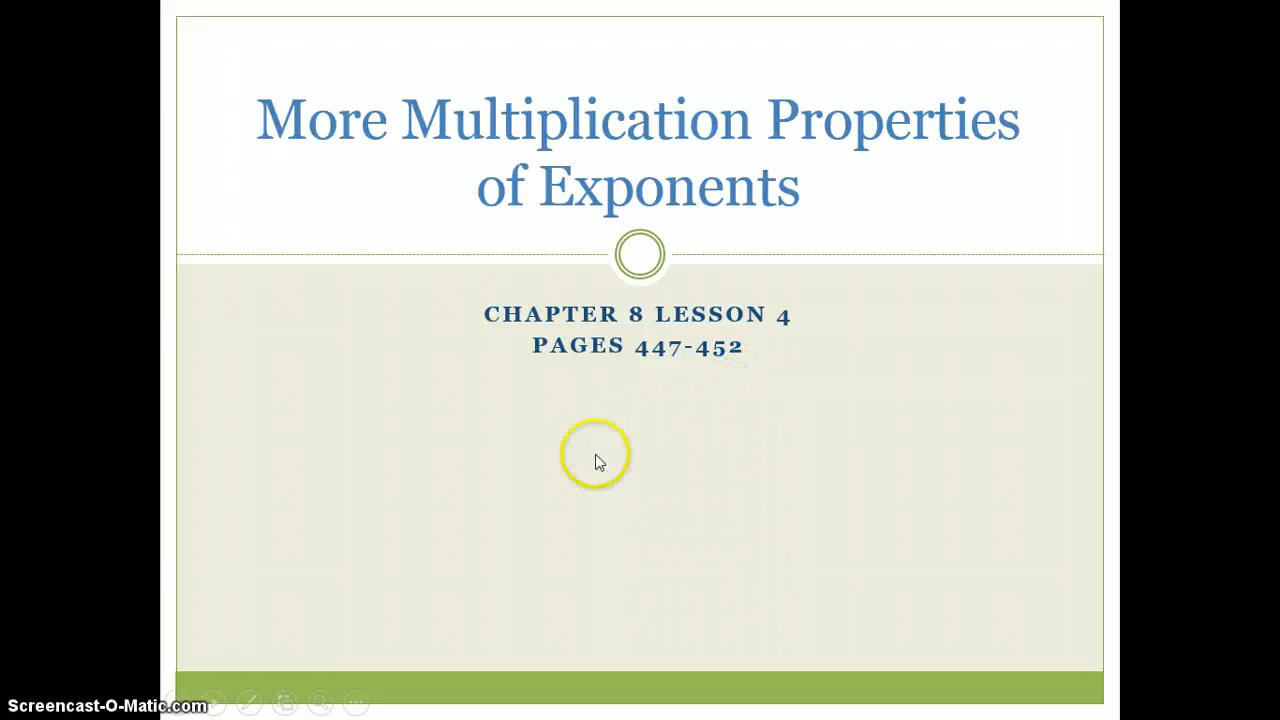 More Multiplication Properties
of Exponents
CHAPTER 8 LESSON 4
PAGES 447-452
Screencast-O-Matic.com